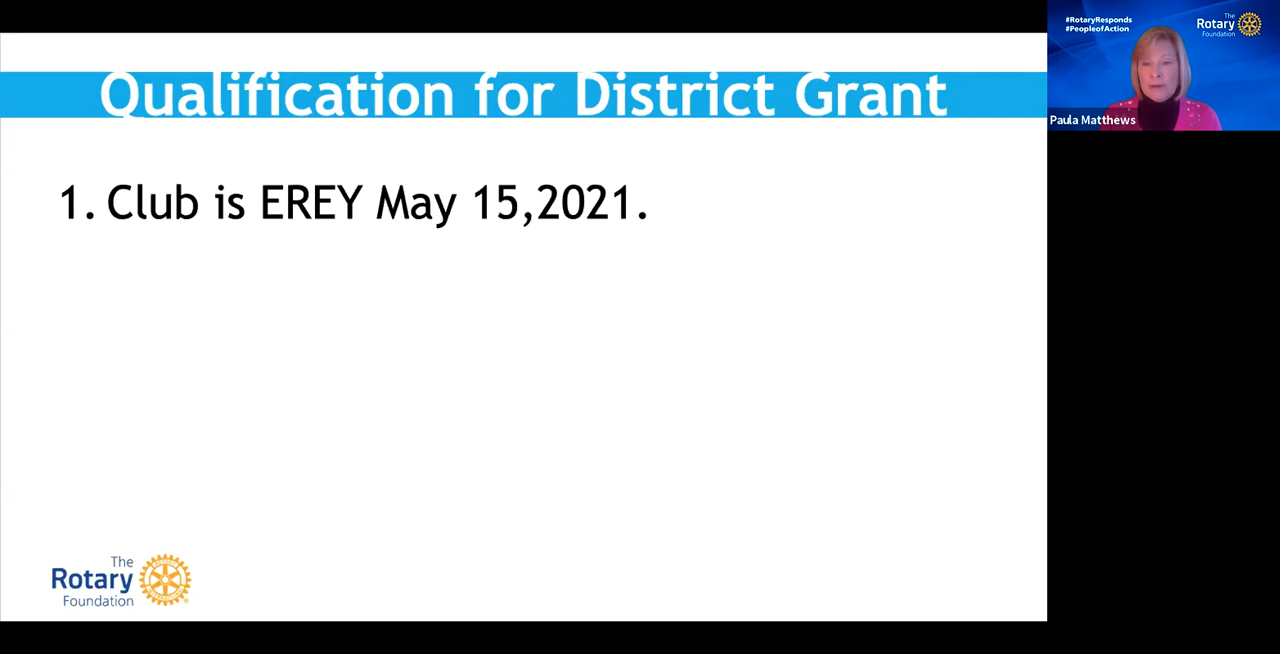 Qualification for District Grant
1. Club is EREY May 15,2021.
The
Rotary
Foundation
#RotaryResponds
#PeopleofAction
The
Rotary
Foundation
Paula Matthews